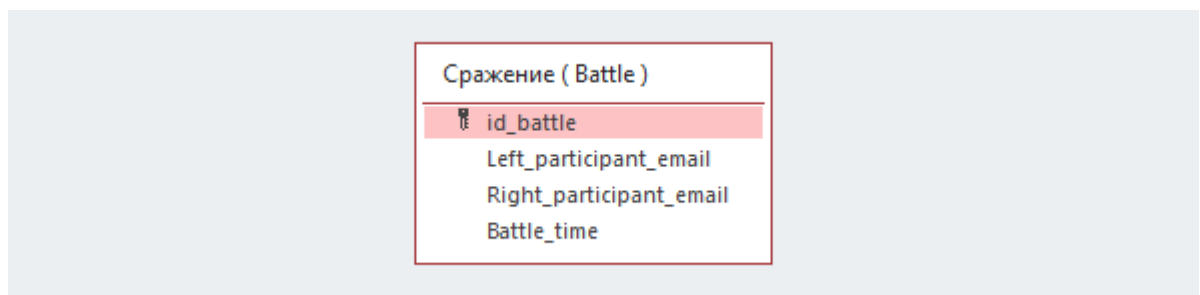 Сражение ( Battle )
id_battle
Left_participant_email
Right_participant_email
Battle_time